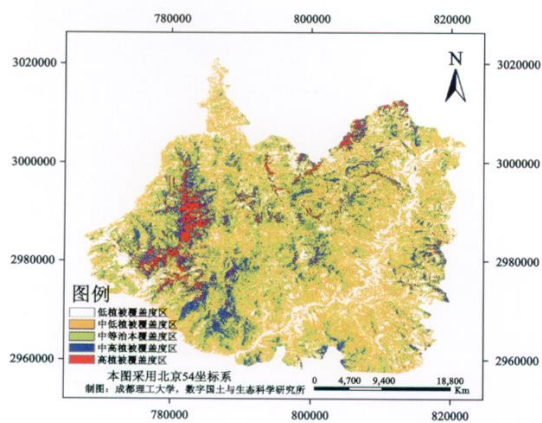 780000 800000 820000
3020000
N
3000000 3000000
2980000 2980000
2960000 2960000
图例
低植被覆盖度区
中低植被覆盖度区
中等治本覆盖度区
中高植被覆盖度区
高植被覆盖度区
本图采用北京54坐标系
制图：成都理工大学，数字国土与生态科学研究所
0 4,700 9,400 18,800
Km
780000 800000 820000